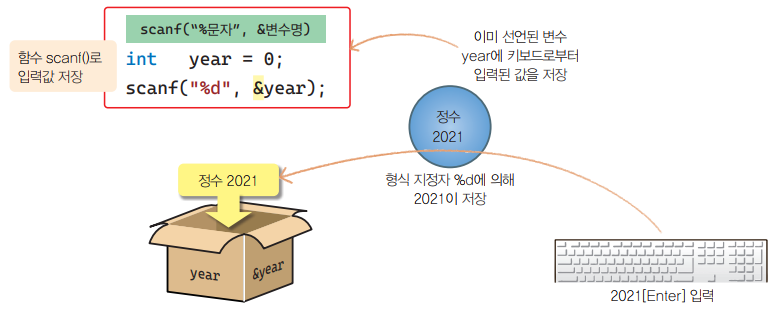 scanf(“%문자”, &변수명)
int year = 0;
scanf("%d", &year);
함수 scanf()로
입력값 저장
이미 선언된 변수
year에 키보드로부터
입력된 값을 저장
정수
2021
형식 지정자 %d에 의해
2021이 저장
정수 2021
year
&year
2021[Enter] 입력